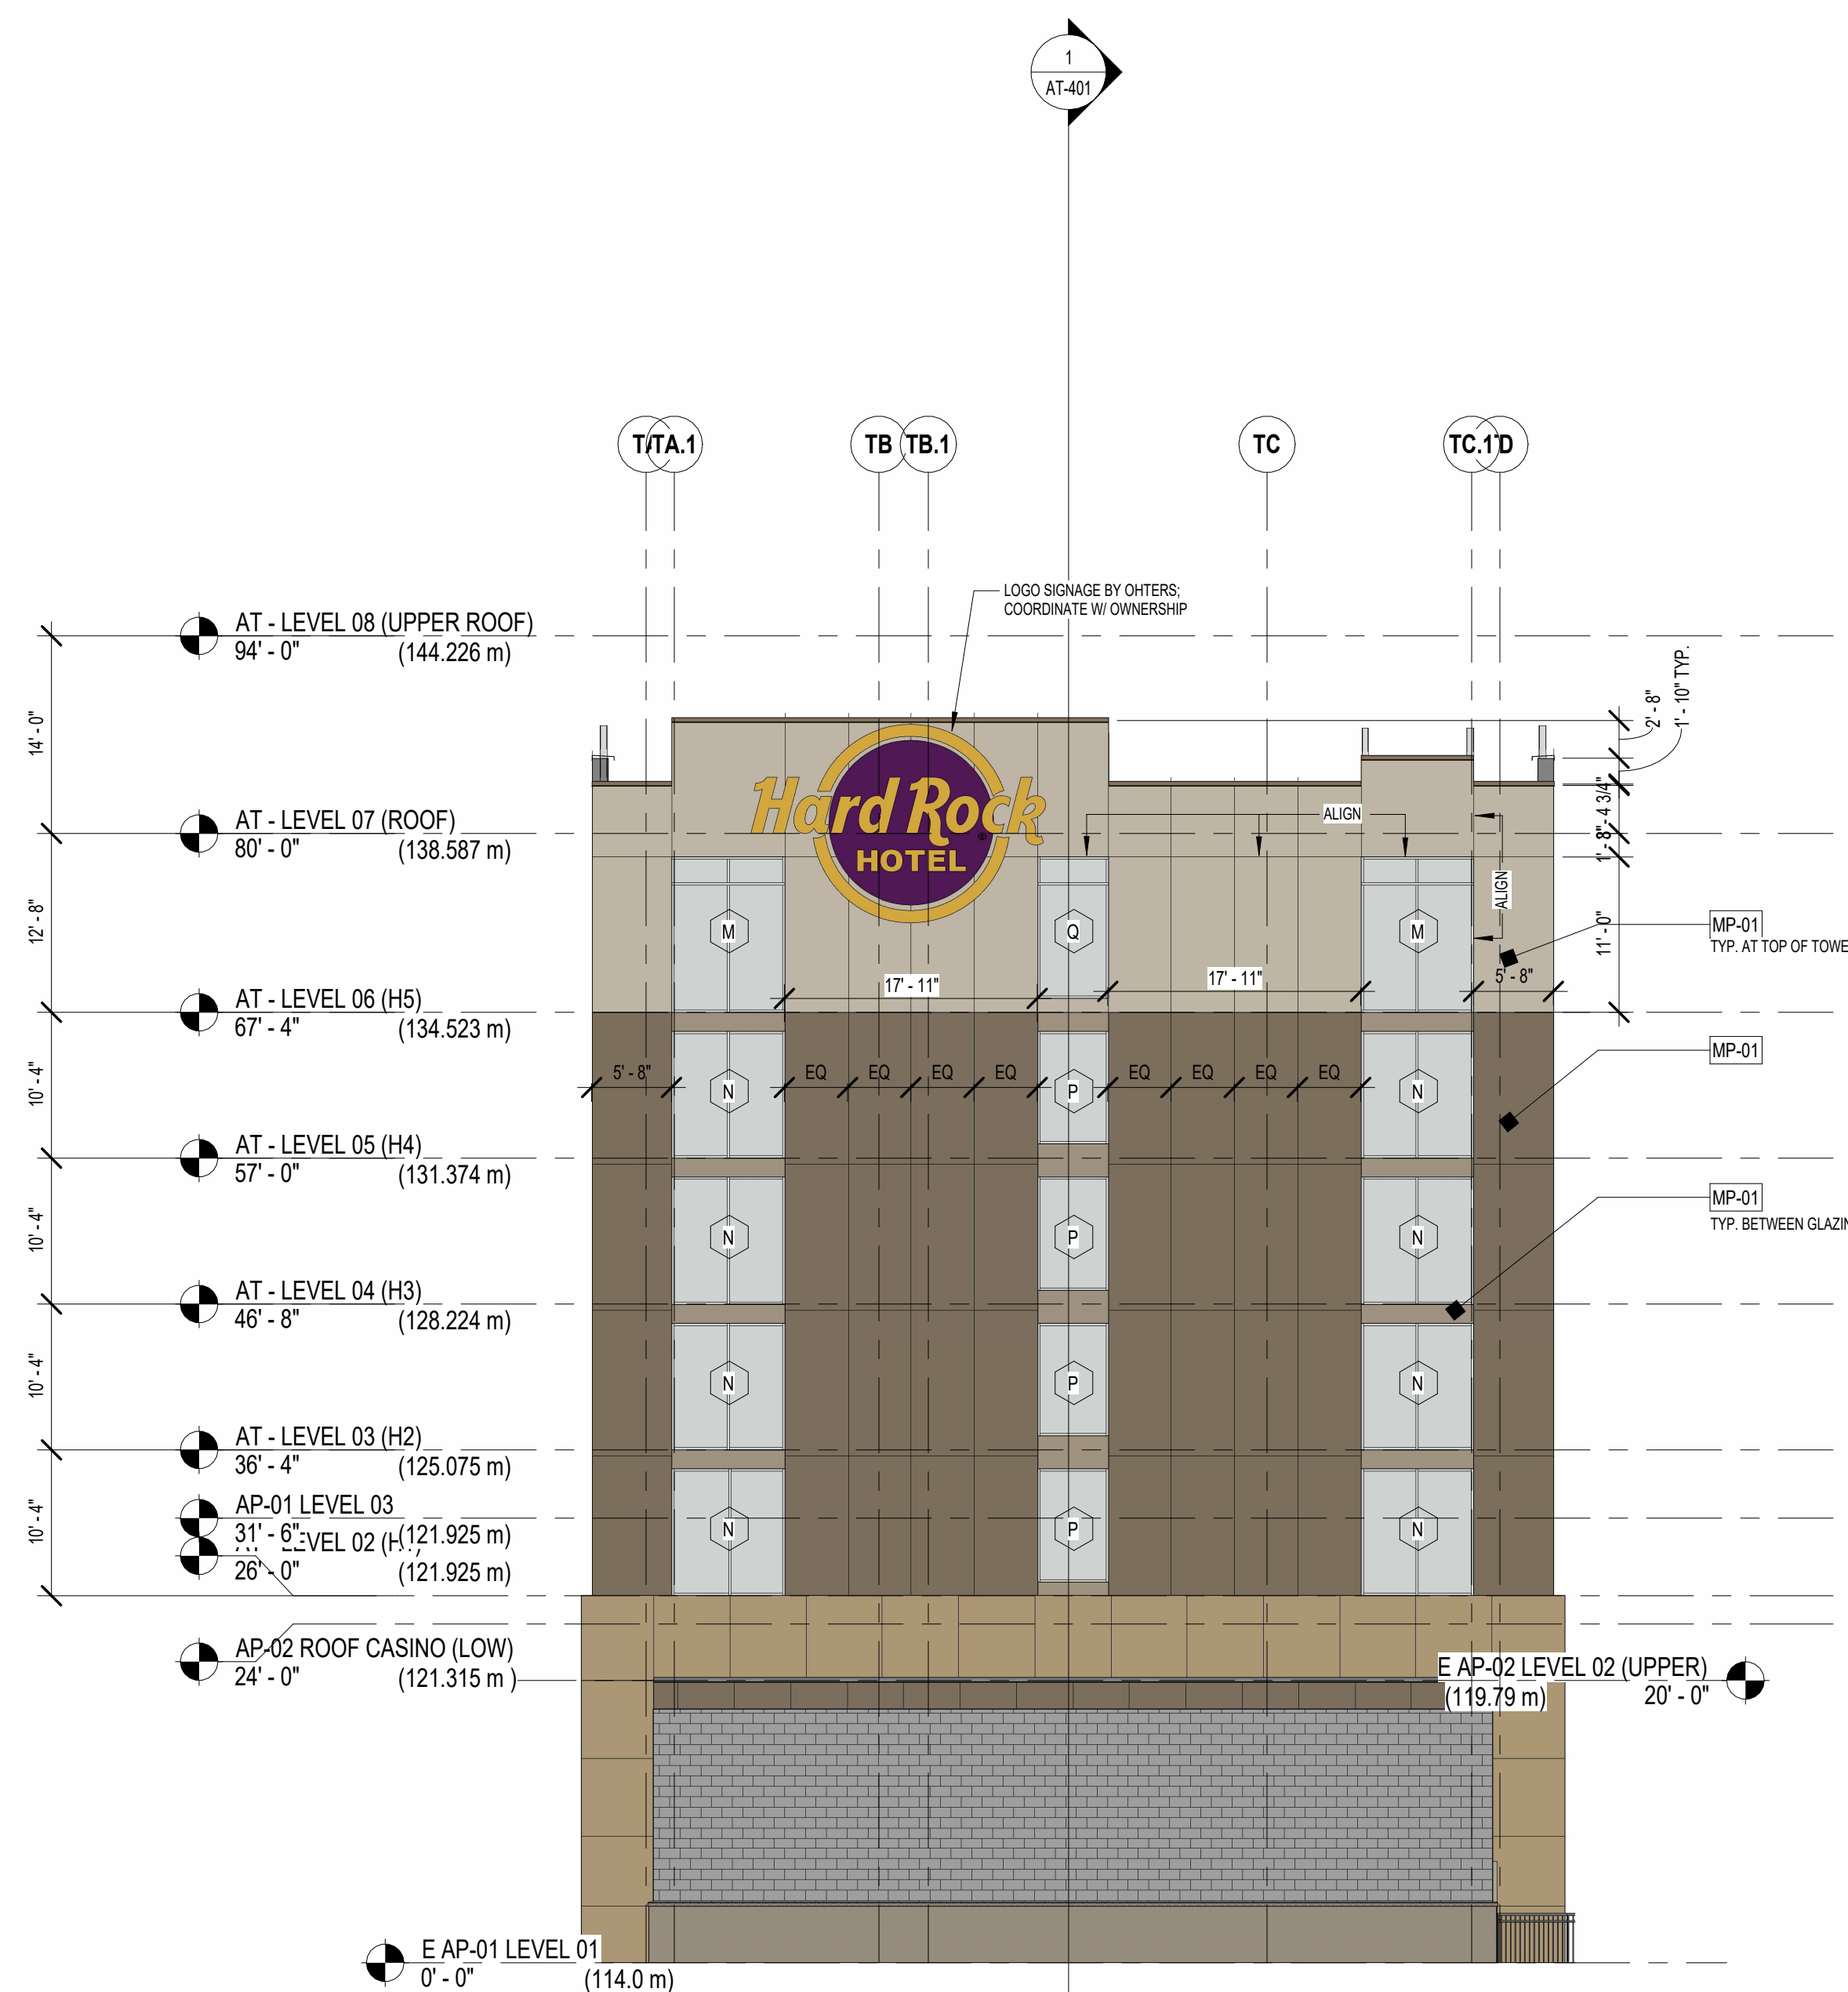 1
AT-401
TA.1
TB
TB.1
TC
TC.1
TD
LOGO SIGNAGE BY OHTERS;
COORDINATE W/ OWNERSHIP
AT - LEVEL 08 (UPPER ROOF)
94' - 0" (144.226 m)
14' - 0"
2' - 8"
1' - 10" TYP.
Hard Rock
®
HOTEL
AT - LEVEL 07 (ROOF)
80' - 0" (138.587 m)
ALIGN
4 3/4"
1' - 8"
12' - 8"
ALIGN
11' - 0"
M
Q
M
MP-01
TYP. AT TOP OF TOWE
17' - 11"
17' - 11"
5' - 8"
AT - LEVEL 06 (H5)
67' - 4" (134.523 m)
MP-01
10' - 4"
5' - 8"
EQ
EQ
EQ
EQ
EQ
EQ
EQ
EQ
N
P
N
AT - LEVEL 05 (H4)
57' - 0" (131.374 m)
MP-01
TYP. BETWEEN GLAZIN
10' - 4"
N
P
N
AT - LEVEL 04 (H3)
46' - 8" (128.224 m)
10' - 4"
N
P
N
AT - LEVEL 03 (H2)
36' - 4" (125.075 m)
10' - 4"
AP-01 LEVEL 03
31' - 6" (121.925 m)
N
P
N
LEVEL 02
26' - 0" (121.925 m)
AP-02 ROOF CASINO (LOW)
24' - 0" (121.315 m )
E AP-02 LEVEL 02 (UPPER)
(119.79 m) 20' - 0"
E AP-01 LEVEL 01
0' - 0" (114.0 m)